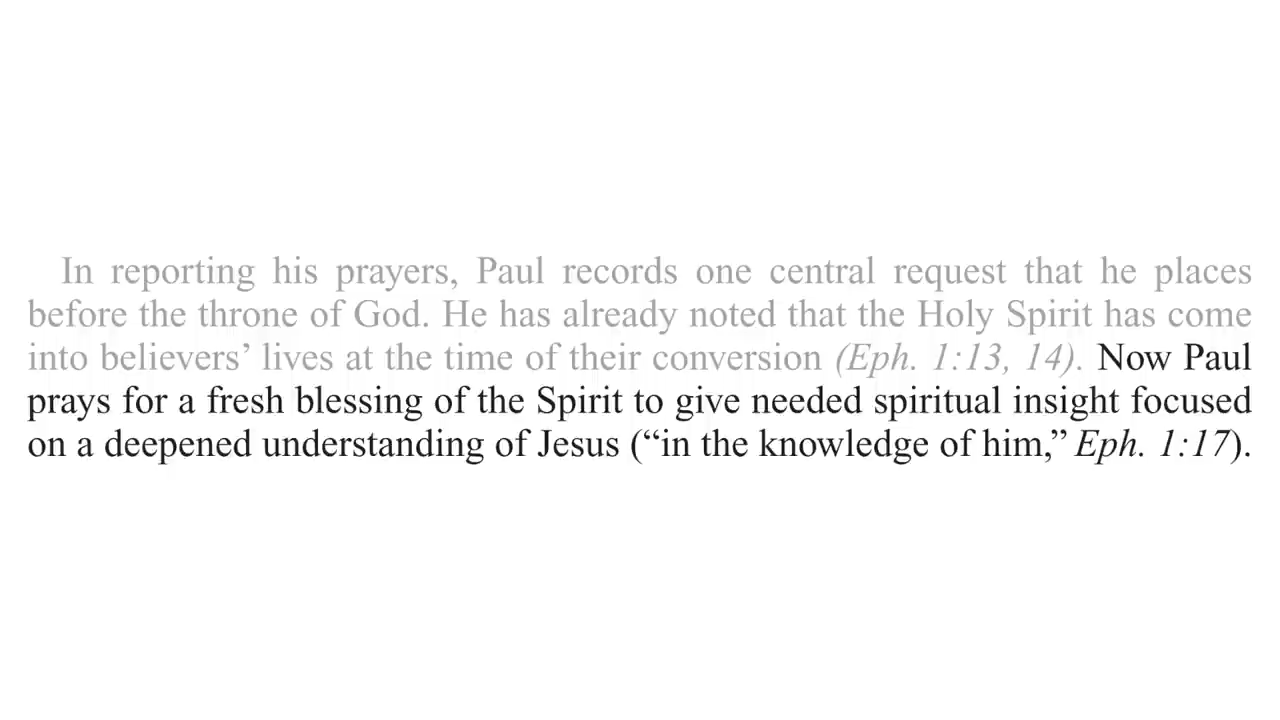 In reporting his prayers, Paul records one central request that he places
before the throne of God. He has already noted that the Holy Spirit has come
into believers’ lives at the time of their conversion (Eph. 1:13, 14). Now Paul
prays for a fresh blessing of the Spirit to give needed spiritual insight focused
on a deepened understanding of Jesus (“in the knowledge of him,” Eph. 1:17).